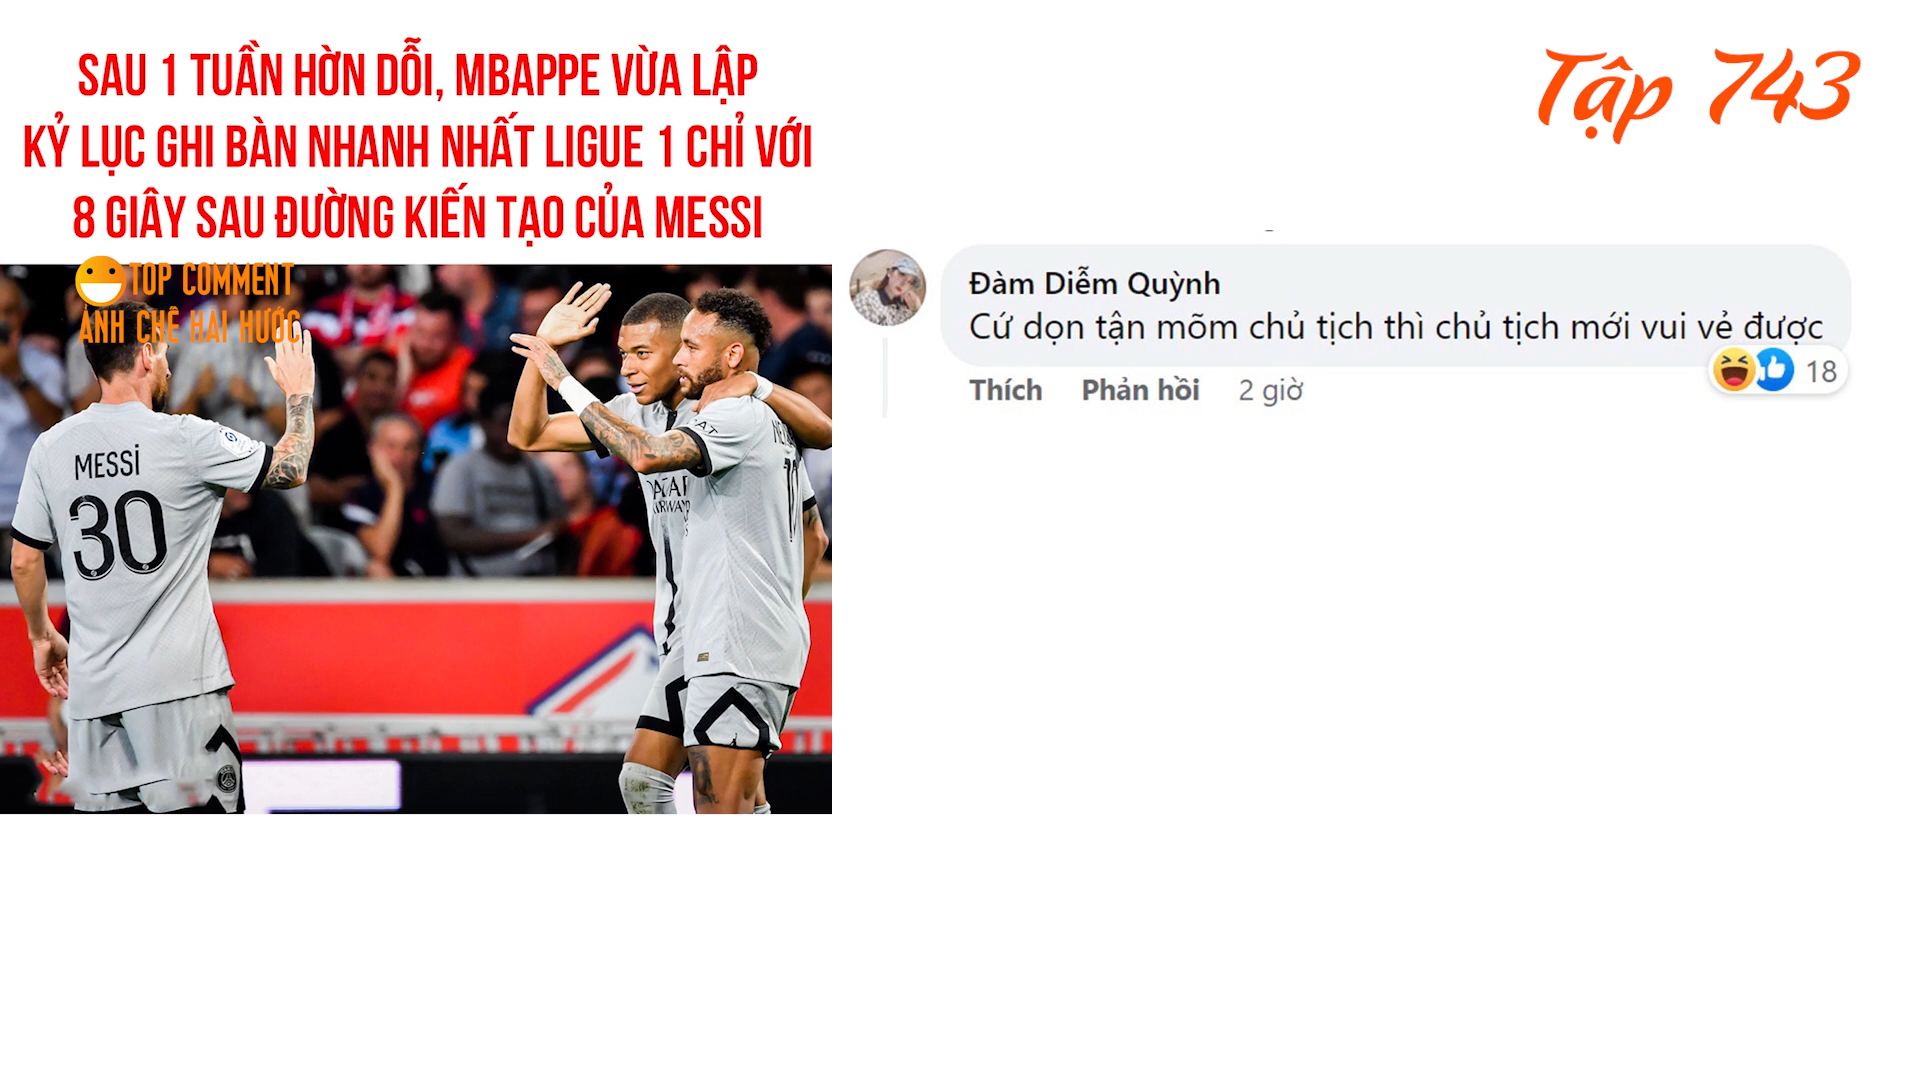 SAU 1 TUẦN HỜN DỖI, MBAPPE VỪA LẬP
KỶ LỤC GHI BÀN NHANH NHẤT LIGUE 1 CHỈ VỚI
8 GIÂY SAU ĐƯỜNG KIẾN TẠO CỦA MESSI
Tập 743
TOP COMMENT
ẢNH CHẾ HÀI HƯỚC
MESSI
30
QATAR
AIRWAYS
10
Đàm Diễm Quỳnh
Cứ dọn tận mõm chủ tịch thì chủ tịch mới vui vẻ được
18
Thích Phản hồi 2 giờ